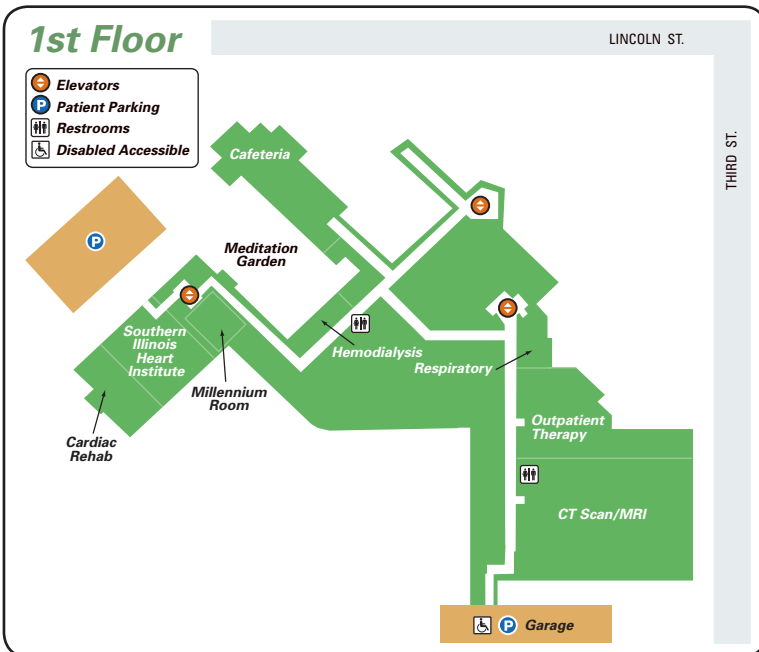 1st Floor
LINCOLN ST.
THIRD ST.
Elevators
P
Patient Parking
Restrooms
Disabled Accessible
Cafeteria
P
Meditation
Garden
Southern
Illinois
Heart
Institute
Hemodialysis
Respiratory
Millennium
Room
Cardiac
Rehab
Outpatient
Therapy
CT Scan/MRI
P
Garage